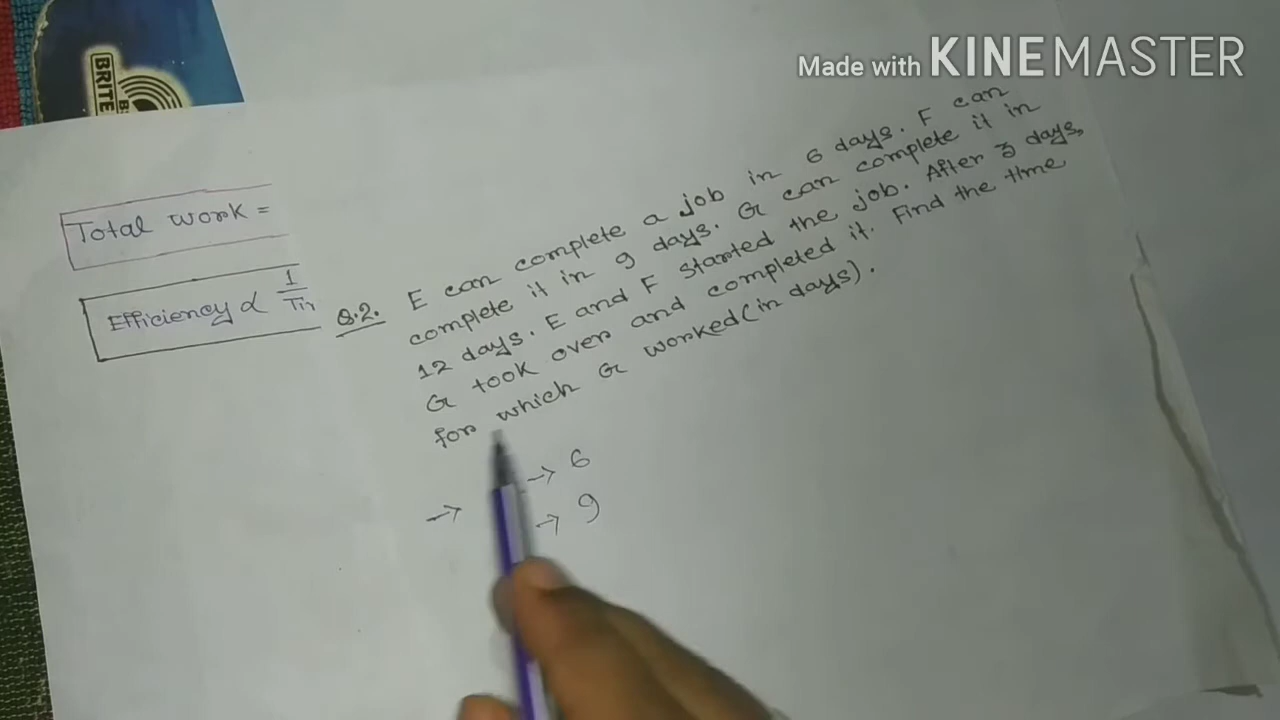 Made with KINEMASTER
BRITE
Total work =
Efficiency ∝ 1/Tim
Q.2. E can complete a job in 6 days. F can
complete it in 9 days. G can complete it in
12 days. E and F started the job. After 3 days,
G took over and completed it. Find the time
for which G worked (in days).
→ → 6
→ 9